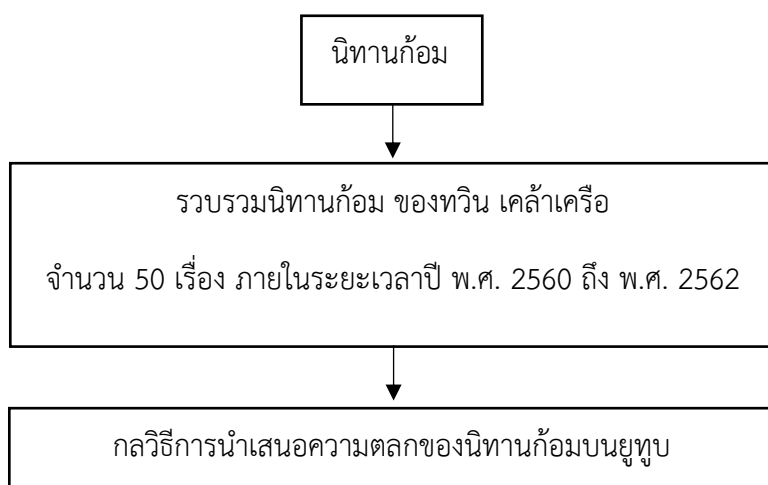 นิทานก้อม
รวบรวมนิทานก้อม ของทวิน เคล้าเครือ
จำนวน 50 เรื่อง ภายในระยะเวลาปี พ.ศ. 2560 ถึง พ.ศ. 2562
กลวิธีการนำเสนอความตลกของนิทานก้อมบนยูทูบ